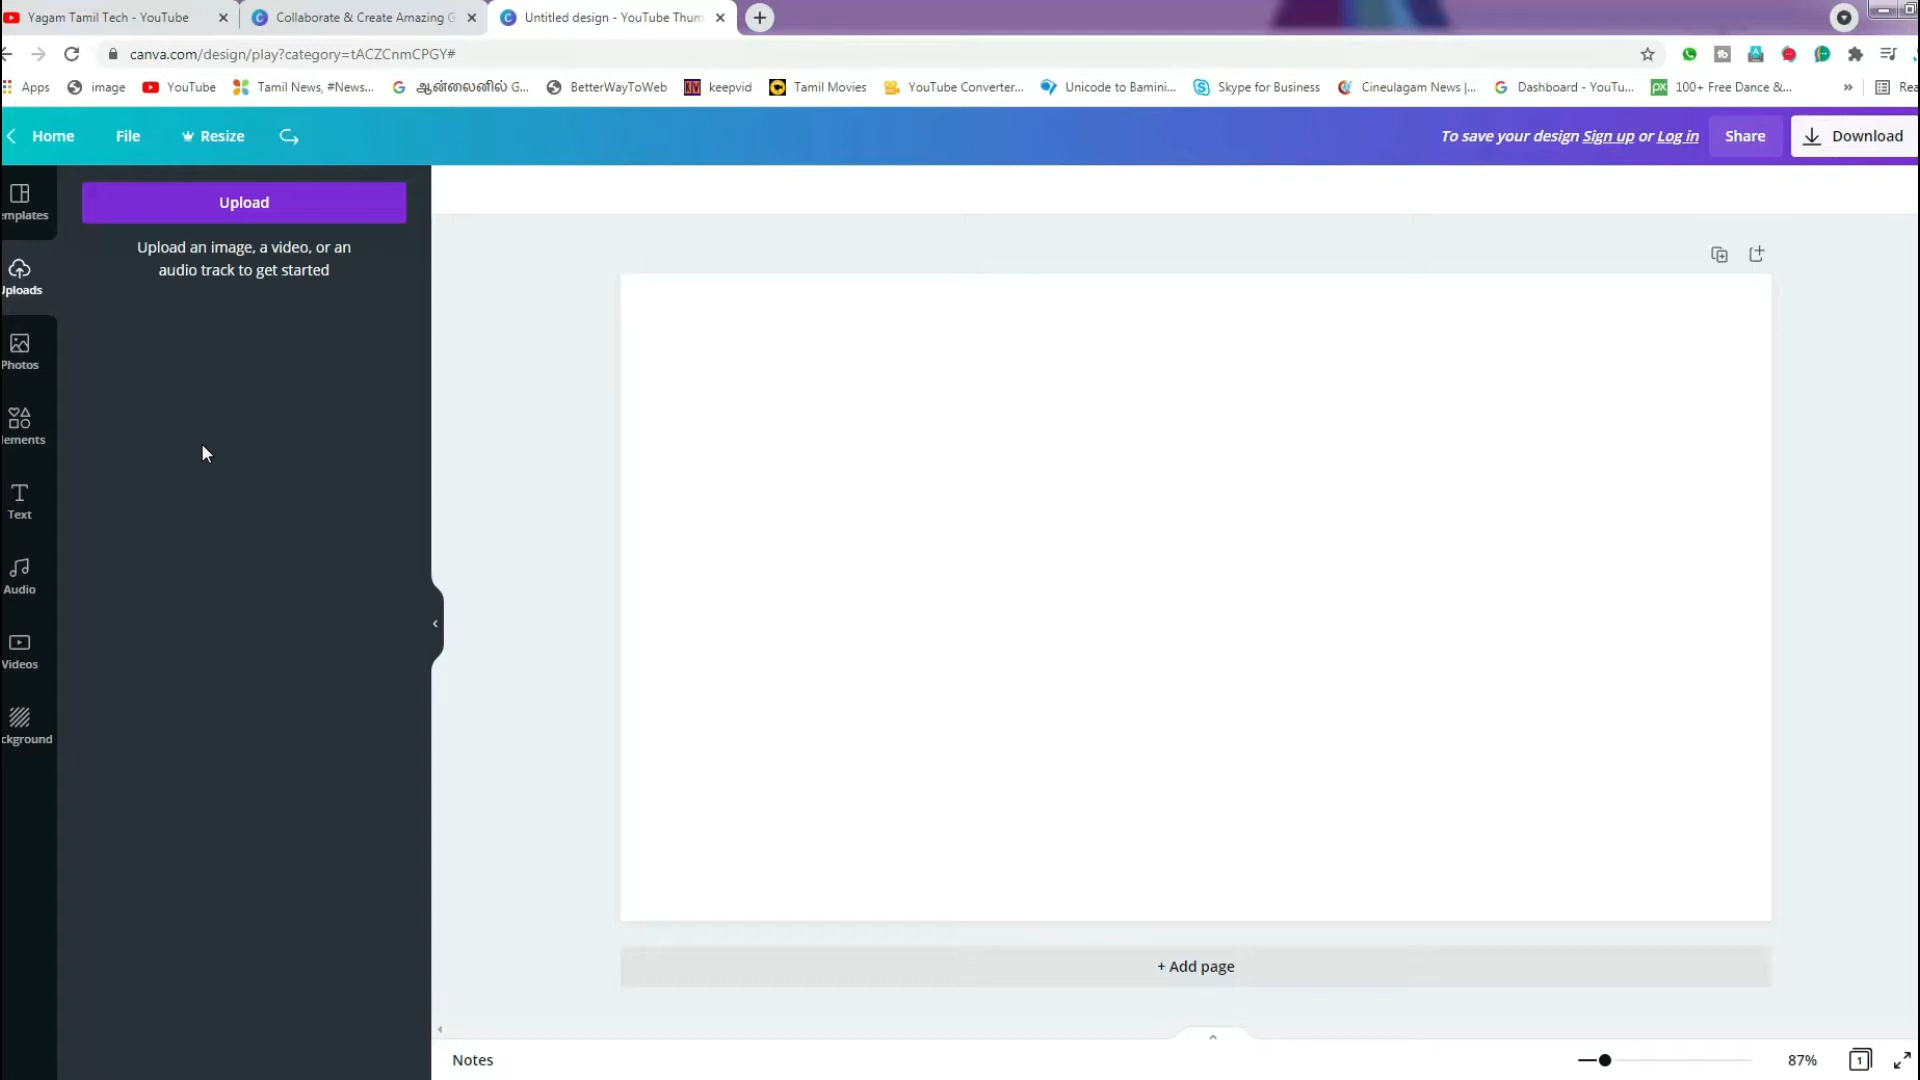 Yagam Tamil Tech - YouTube
Collaborate & Create Amazing G
Untitled design - YouTube Thum
canva.com/design/play?category=tACZCnmCPGY#
Apps
image
YouTube
Tamil News, #News...
ஆன்லைனில் G...
BetterWayToWeb
keepvid
Tamil Movies
YouTube Converter...
Unicode to Bamini...
Skype for Business
Cineulagam News |...
Dashboard - YouTu...
100+ Free Dance &...
»
Rea
Home
File
Resize
To save your design Sign up or Log in
Share
Download
emplates
Uploads
Photos
lements
Text
Audio
Videos
ckground
Upload
Upload an image, a video, or an
audio track to get started
+ Add page
Notes
87%
1